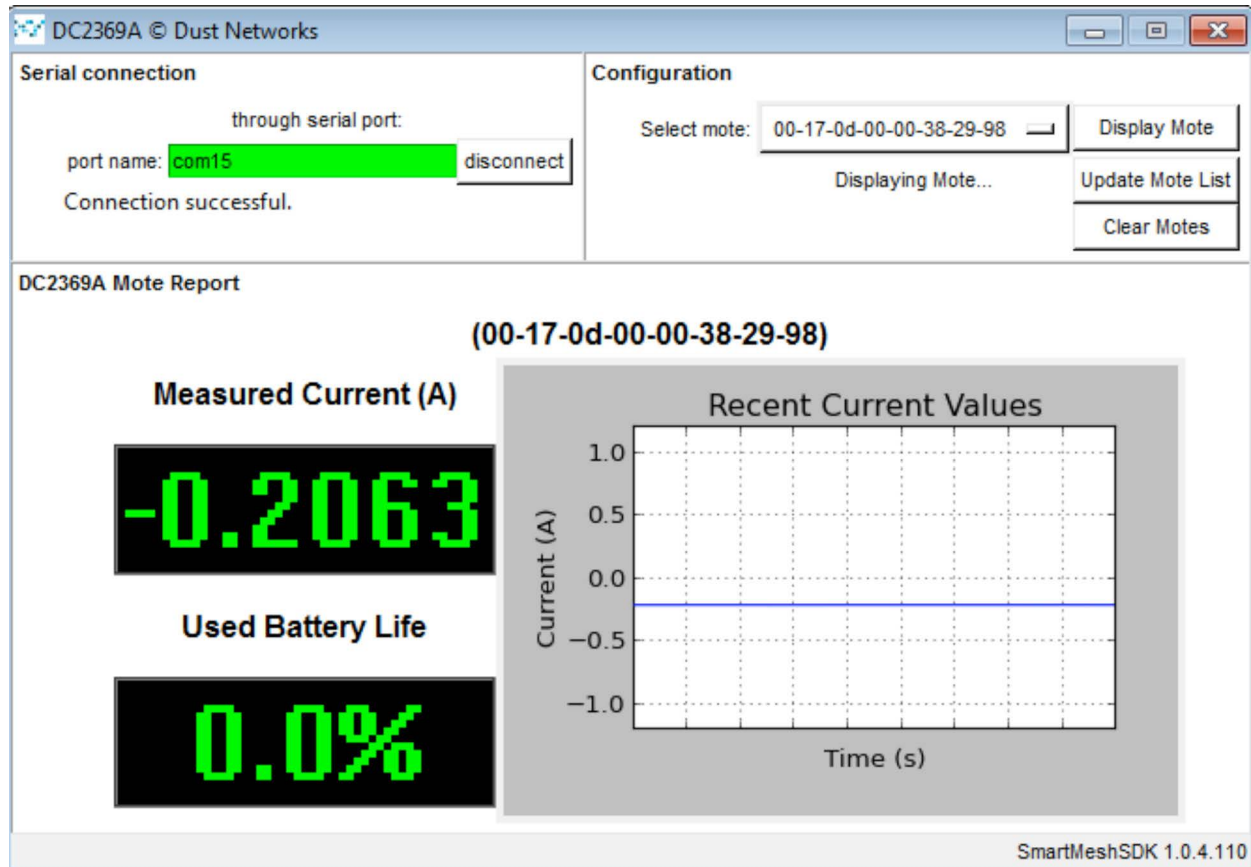 DC2369A © Dust Networks
Serial connection
through serial port:
port name: com15 disconnect
Connection successful.
Configuration
Select mote: 00-17-0d-00-00-38-29-98 Display Mote
Displaying Mote... Update Mote List
Clear Motes
DC2369A Mote Report
(00-17-0d-00-00-38-29-98)
Measured Current (A)
-0.2063
Used Battery Life
0.0%
Recent Current Values
Current (A)
1.0
0.5
0.0
−0.5
−1.0
Time (s)
SmartMeshSDK 1.0.4.110